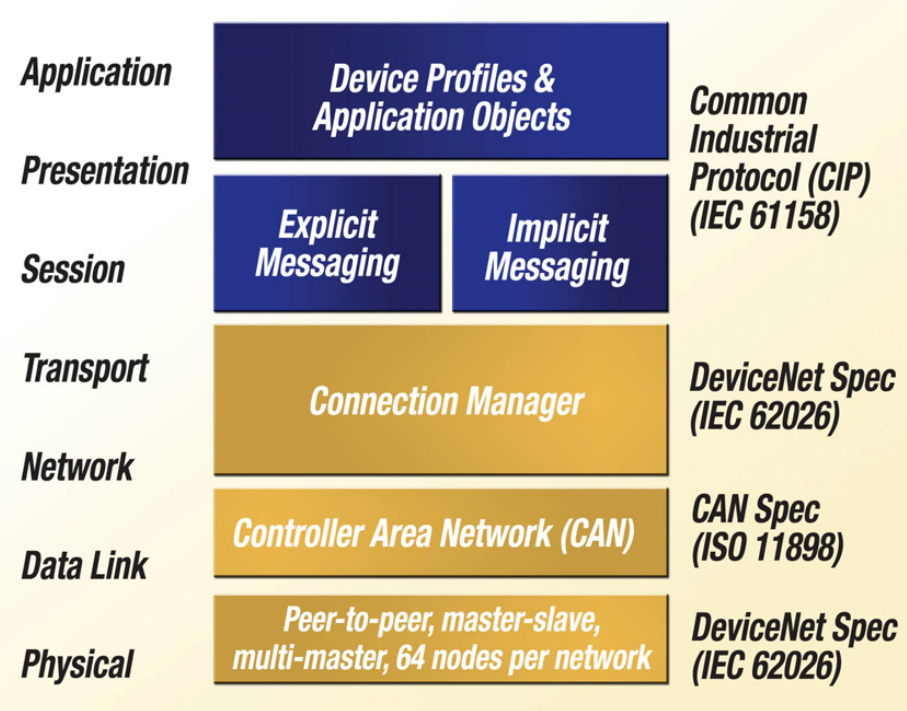 Application
Presentation
Session
Transport
Network
Data Link
Physical
Device Profiles &
Application Objects
Explicit
Messaging
Implicit
Messaging
Connection Manager
Controller Area Network (CAN)
Peer-to-peer, master-slave,
multi-master, 64 nodes per network
Common
Industrial
Protocol (CIP)
(IEC 61158)
DeviceNet Spec
(IEC 62026)
CAN Spec
(ISO 11898)
DeviceNet Spec
(IEC 62026)